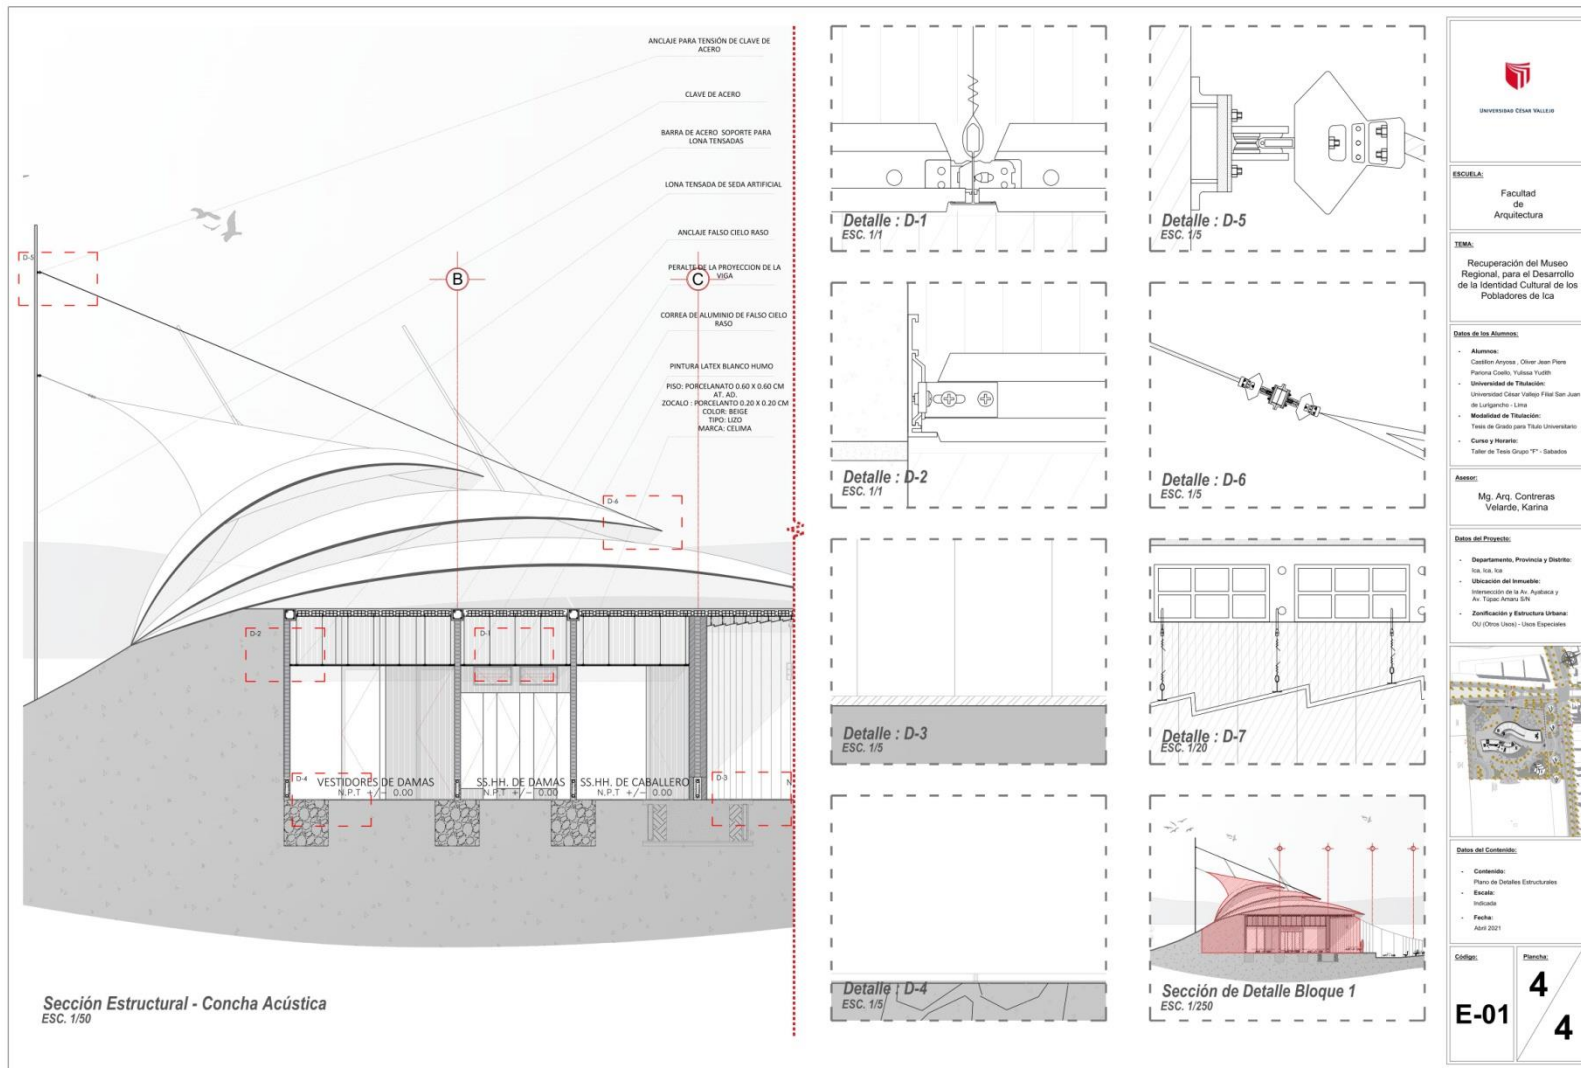 ANCLAJE PARA TENSIÓN DE CLAVE DE
ACERO
CLAVE DE ACERO
BARRA DE ACERO SOPORTE PARA
LONA TENSADAS
LONA TENSADA DE SEDA ARTIFICIAL
ANCLAJE FALSO CIELO RASO
PERALTE DE LA PROYECCION DE LA
VIGA
CORREA DE ALUMINIO DE FALSO CIELO
RASO
PINTURA LATEX BLANCO HUMO
PISO: PORCELANATO 0.60 X 0.60 CM
AT. AD.
ZOCALO : PORCELANTO 0.20 X 0.20 CM
COLOR: BEIGE
TIPO: LIZO
MARCA: CELIMA
D-5
B
C
D-6
D-2
D-1
D-4
D-3
VESTIDORES DE DAMAS
N.P.T +/- 0.00
SS.HH. DE DAMAS
N.P.T +/- 0.00
SS.HH. DE CABALLERO
N.P.T +/- 0.00
N
Sección Estructural - Concha Acústica
ESC. 1/50
Detalle : D-1
ESC. 1/1
Detalle : D-5
ESC. 1/5
Detalle : D-2
ESC. 1/1
Detalle : D-6
ESC. 1/5
Detalle : D-3
ESC. 1/5
Detalle : D-7
ESC. 1/20
Detalle : D-4
ESC. 1/5
Sección de Detalle Bloque 1
ESC. 1/250
UNIVERSIDAD CÉSAR VALLEJO
ESCUELA:
Facultad
de
Arquitectura
TEMA:
Recuperación del Museo
Regional, para el Desarrollo
de la Identidad Cultural de los
Pobladores de Ica
Datos de los Alumnos:
- Alumnos:
Castillon Anyosa , Oliver Jean Piere
Pariona Coello, Yulissa Yudith
- Universidad de Titulación:
Universidad César Vallejo Filial San Juan
de Lurigancho - Lima
- Modalidad de Titulación:
Tesis de Grado para Título Universitario
- Curso y Horario:
Taller de Tesis Grupo "F" - Sabados
Asesor:
Mg. Arq. Contreras
Velarde, Karina
Datos del Proyecto:
- Departamento, Provincia y Distrito:
Ica, Ica, Ica
- Ubicación del Inmueble:
Intersección de la Av. Ayabaca y
Av. Túpac Amaru S/N
- Zonificación y Estructura Urbana:
OU (Otros Usos) - Usos Especiales
Datos del Contenido:
- Contenido:
Plano de Detalles Estructurales
- Escala:
Indicada
- Fecha:
Abril 2021
Código:
E-01
Plancha:
4
4